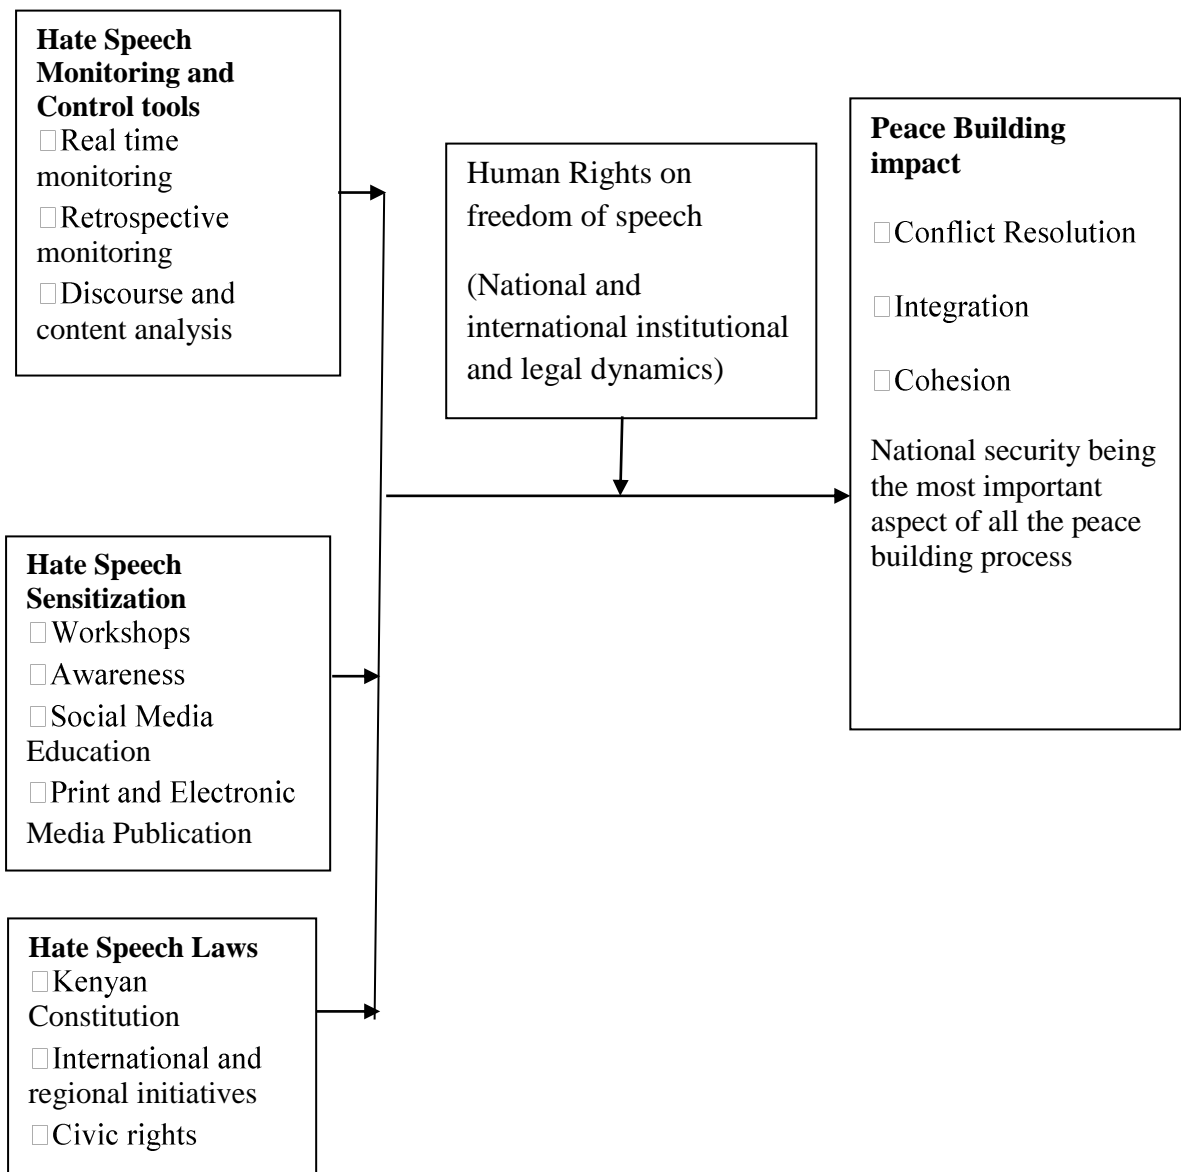 Hate Speech
Monitoring and
Control tools
□Real time
monitoring
□Retrospective
monitoring
□Discourse and
content analysis
Human Rights on
freedom of speech
(National and
international institutional
and legal dynamics)
Peace Building
impact
□Conflict Resolution
□Integration
□Cohesion
National security being
the most important
aspect of all the peace
building process
Hate Speech
Sensitization
□Workshops
□Awareness
□Social Media
Education
□Print and Electronic
Media Publication
Hate Speech Laws
□Kenyan
Constitution
□International and
regional initiatives
□Civic rights